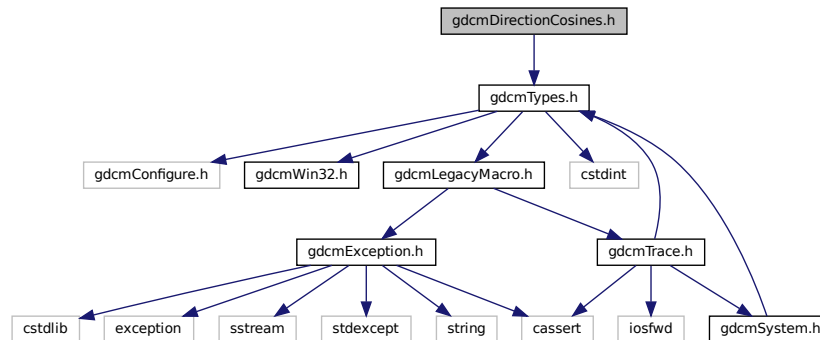 gdcmDirectionCosines.h
gdcmTypes.h
gdcmConfigure.h
gdcmWin32.h
gdcmLegacyMacro.h
cstdint
gdcmException.h
gdcmTrace.h
cstdlib
exception
sstream
stdexcept
string
cassert
iosfwd
gdcmSystem.h